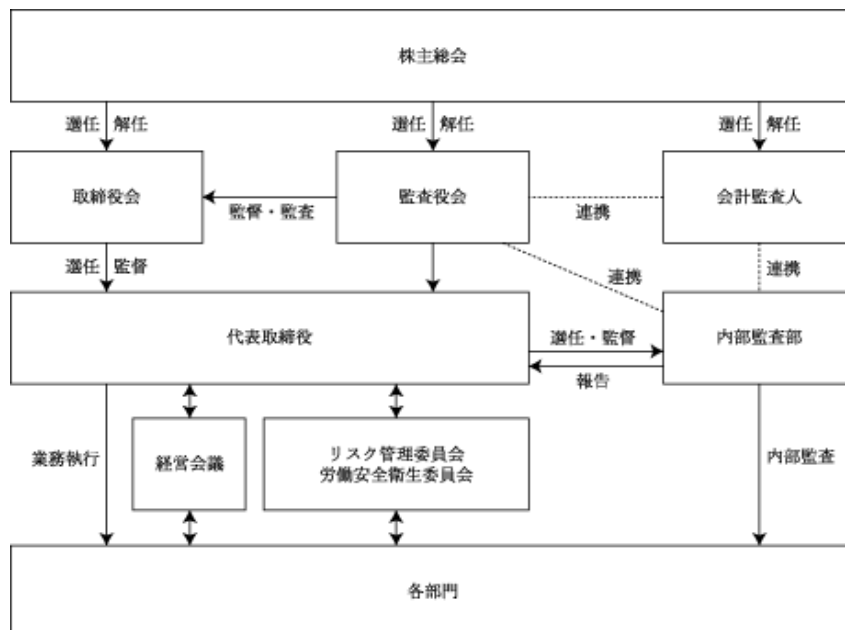 株主総会
選任 解任
選任 解任
選任 解任
取締役会
監督・監査
監査役会
連携
会計監査人
選任 監督
連携
連携
代表取締役
選任・監督
報告
内部監査部
業務執行
経営会議
リスク管理委員会
労働安全衛生委員会
内部監査
各部門